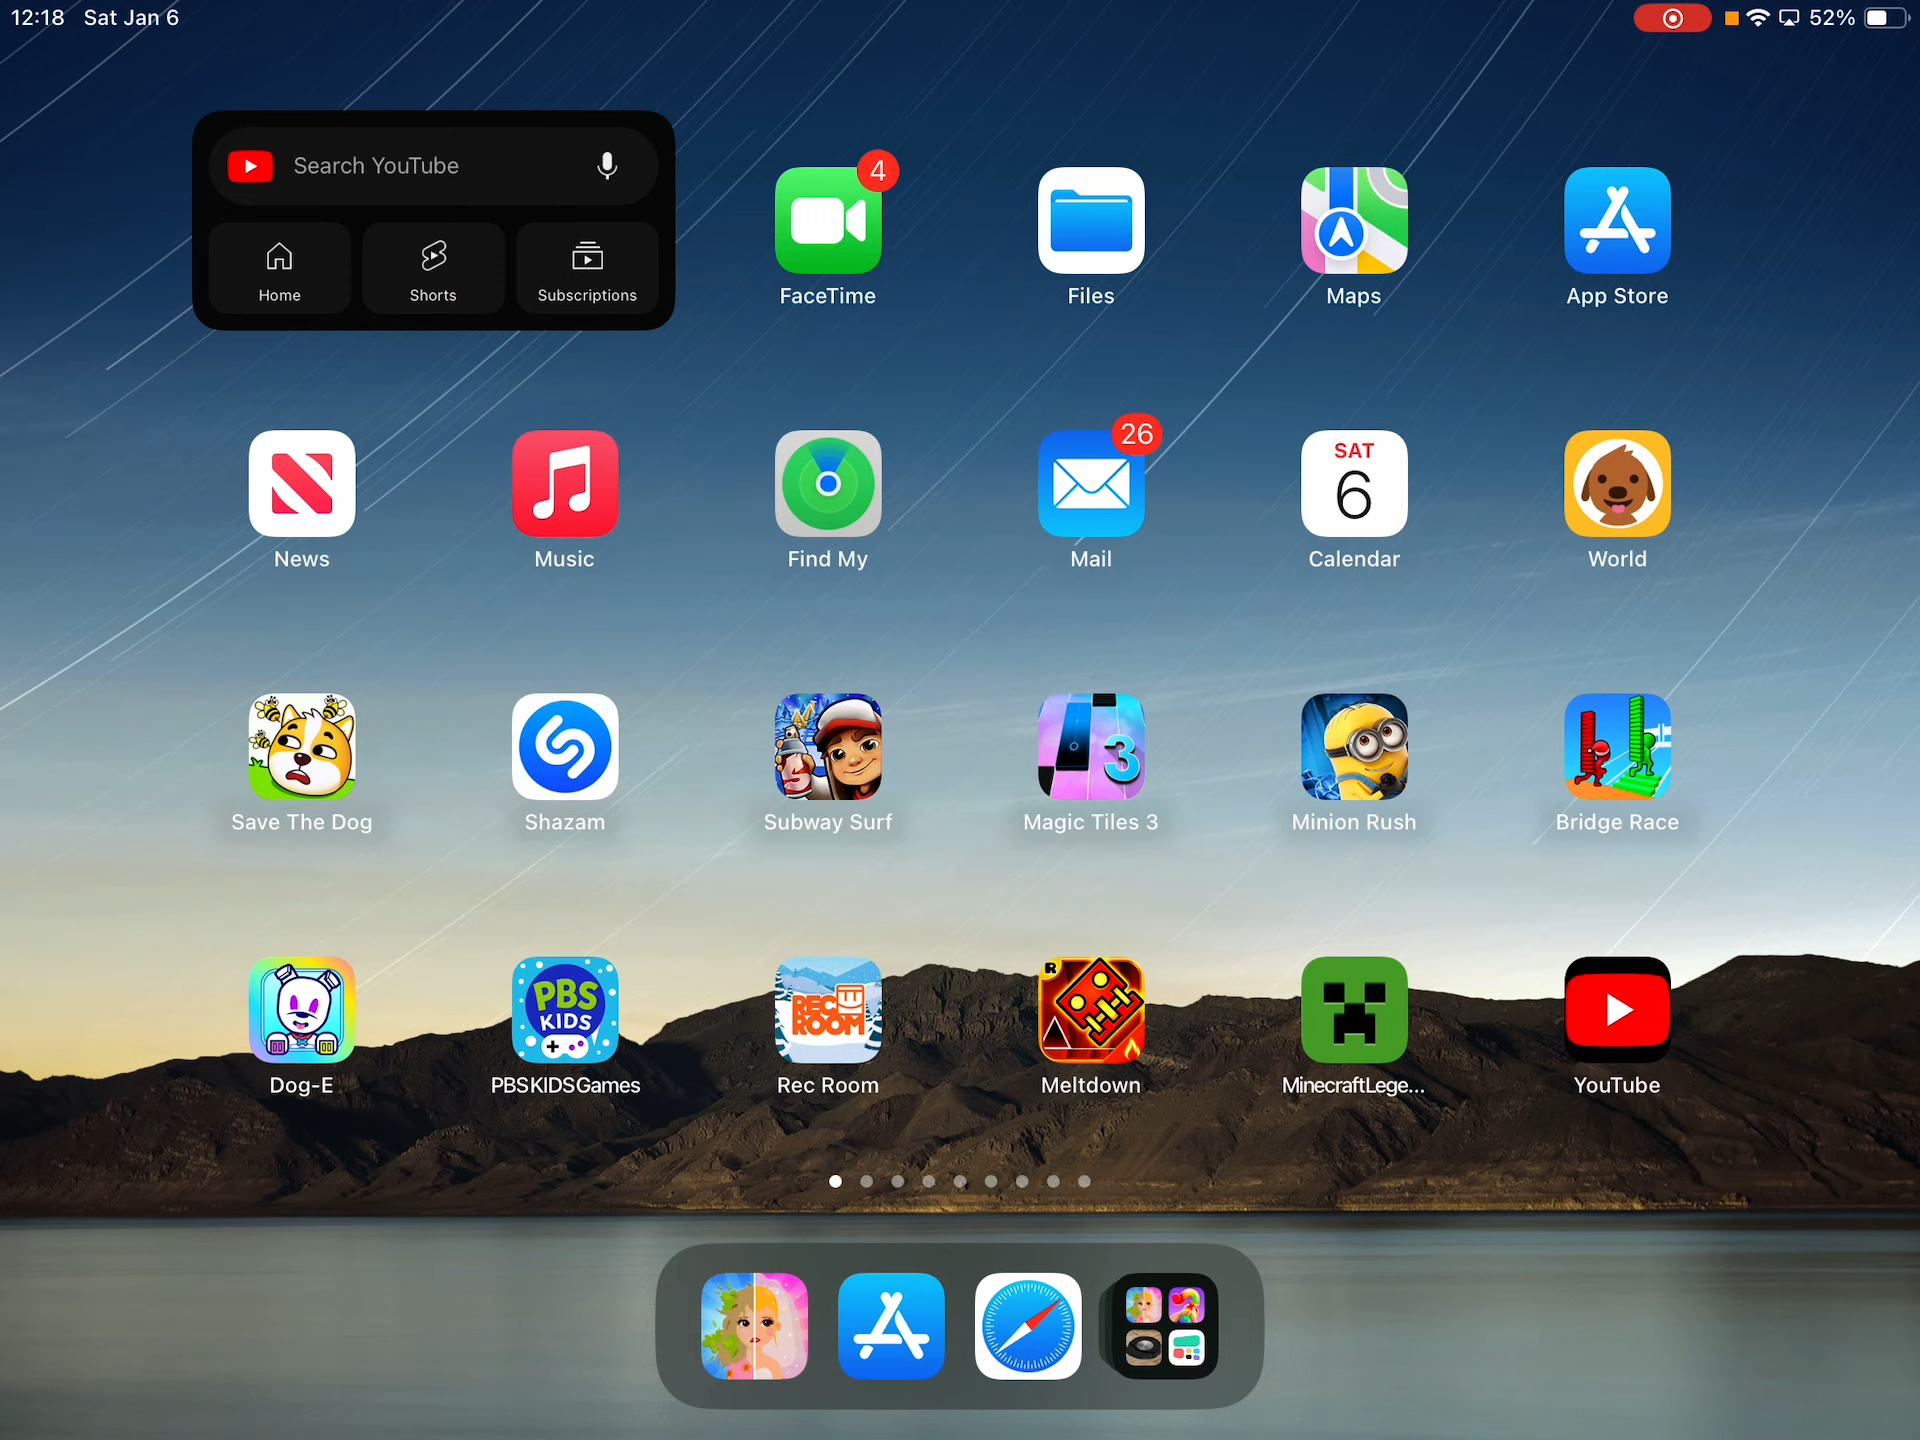 12:18 Sat Jan 6
52%
Search YouTube
Home Shorts Subscriptions
4
FaceTime Files Maps App Store
26
SAT
6
News Music Find My Mail Calendar World
3
Save The Dog Shazam Subway Surf Magic Tiles 3 Minion Rush Bridge Race
PBS
KIDS
REC
ROOM
R
Dog-E PBSKIDSGames Rec Room Meltdown MinecraftLege... YouTube